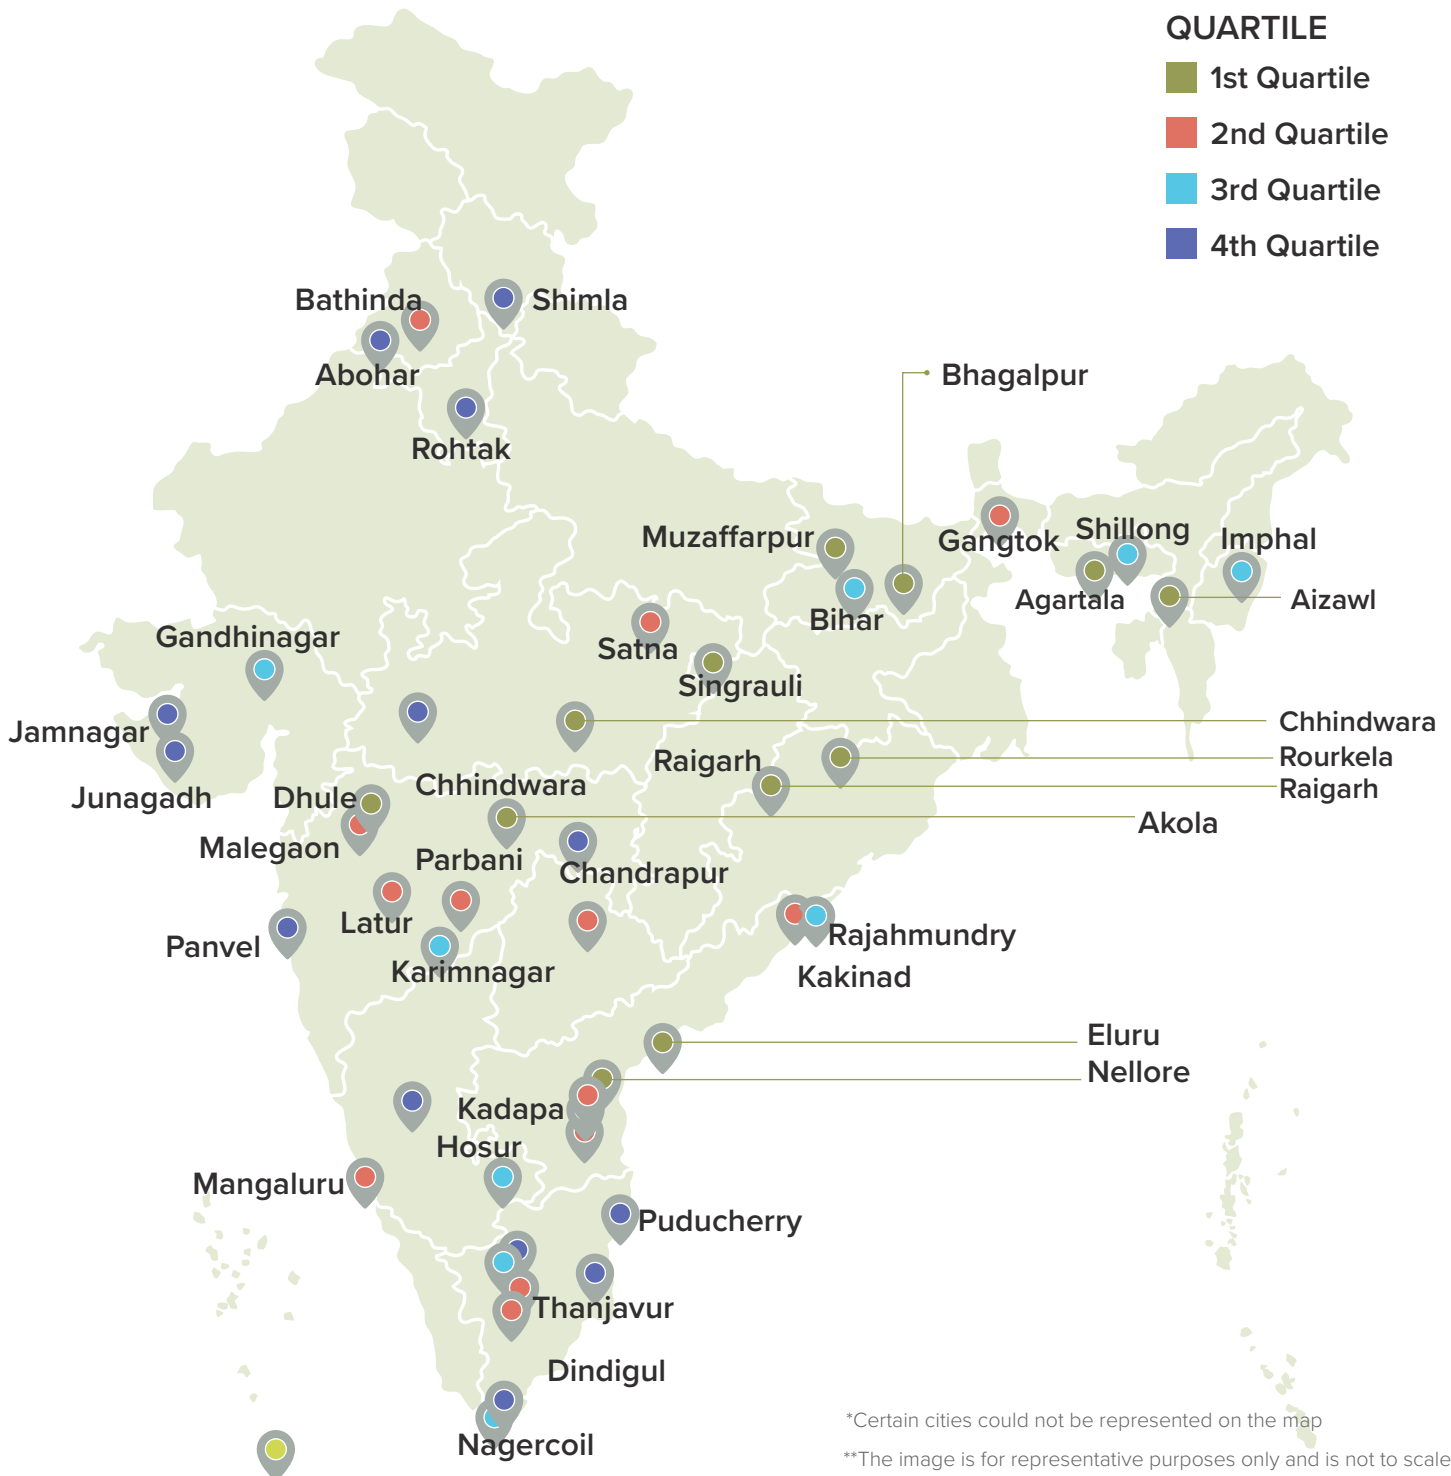 QUARTILE
1st Quartile
2nd Quartile
3rd Quartile
4th Quartile
Bathinda
Shimla
Abohar
Bhagalpur
Rohtak
Muzaffarpur
Gangtok
Shillong
Imphal
Agartala
Aizawl
Bihar
Gandhinagar
Satna
Singrauli
Jamnagar
Chhindwara
Rourkela
Raigarh
Raigarh
Junagadh
Dhule
Chhindwara
Akola
Malegaon
Parbani
Chandrapur
Latur
Panvel
Rajahmundry
Karimnagar
Kakinad
Eluru
Nellore
Kadapa
Hosur
Mangaluru
Puducherry
Thanjavur
Dindigul
Nagercoil
*Certain cities could not be represented on the map
**The image is for representative purposes only and is not to scale